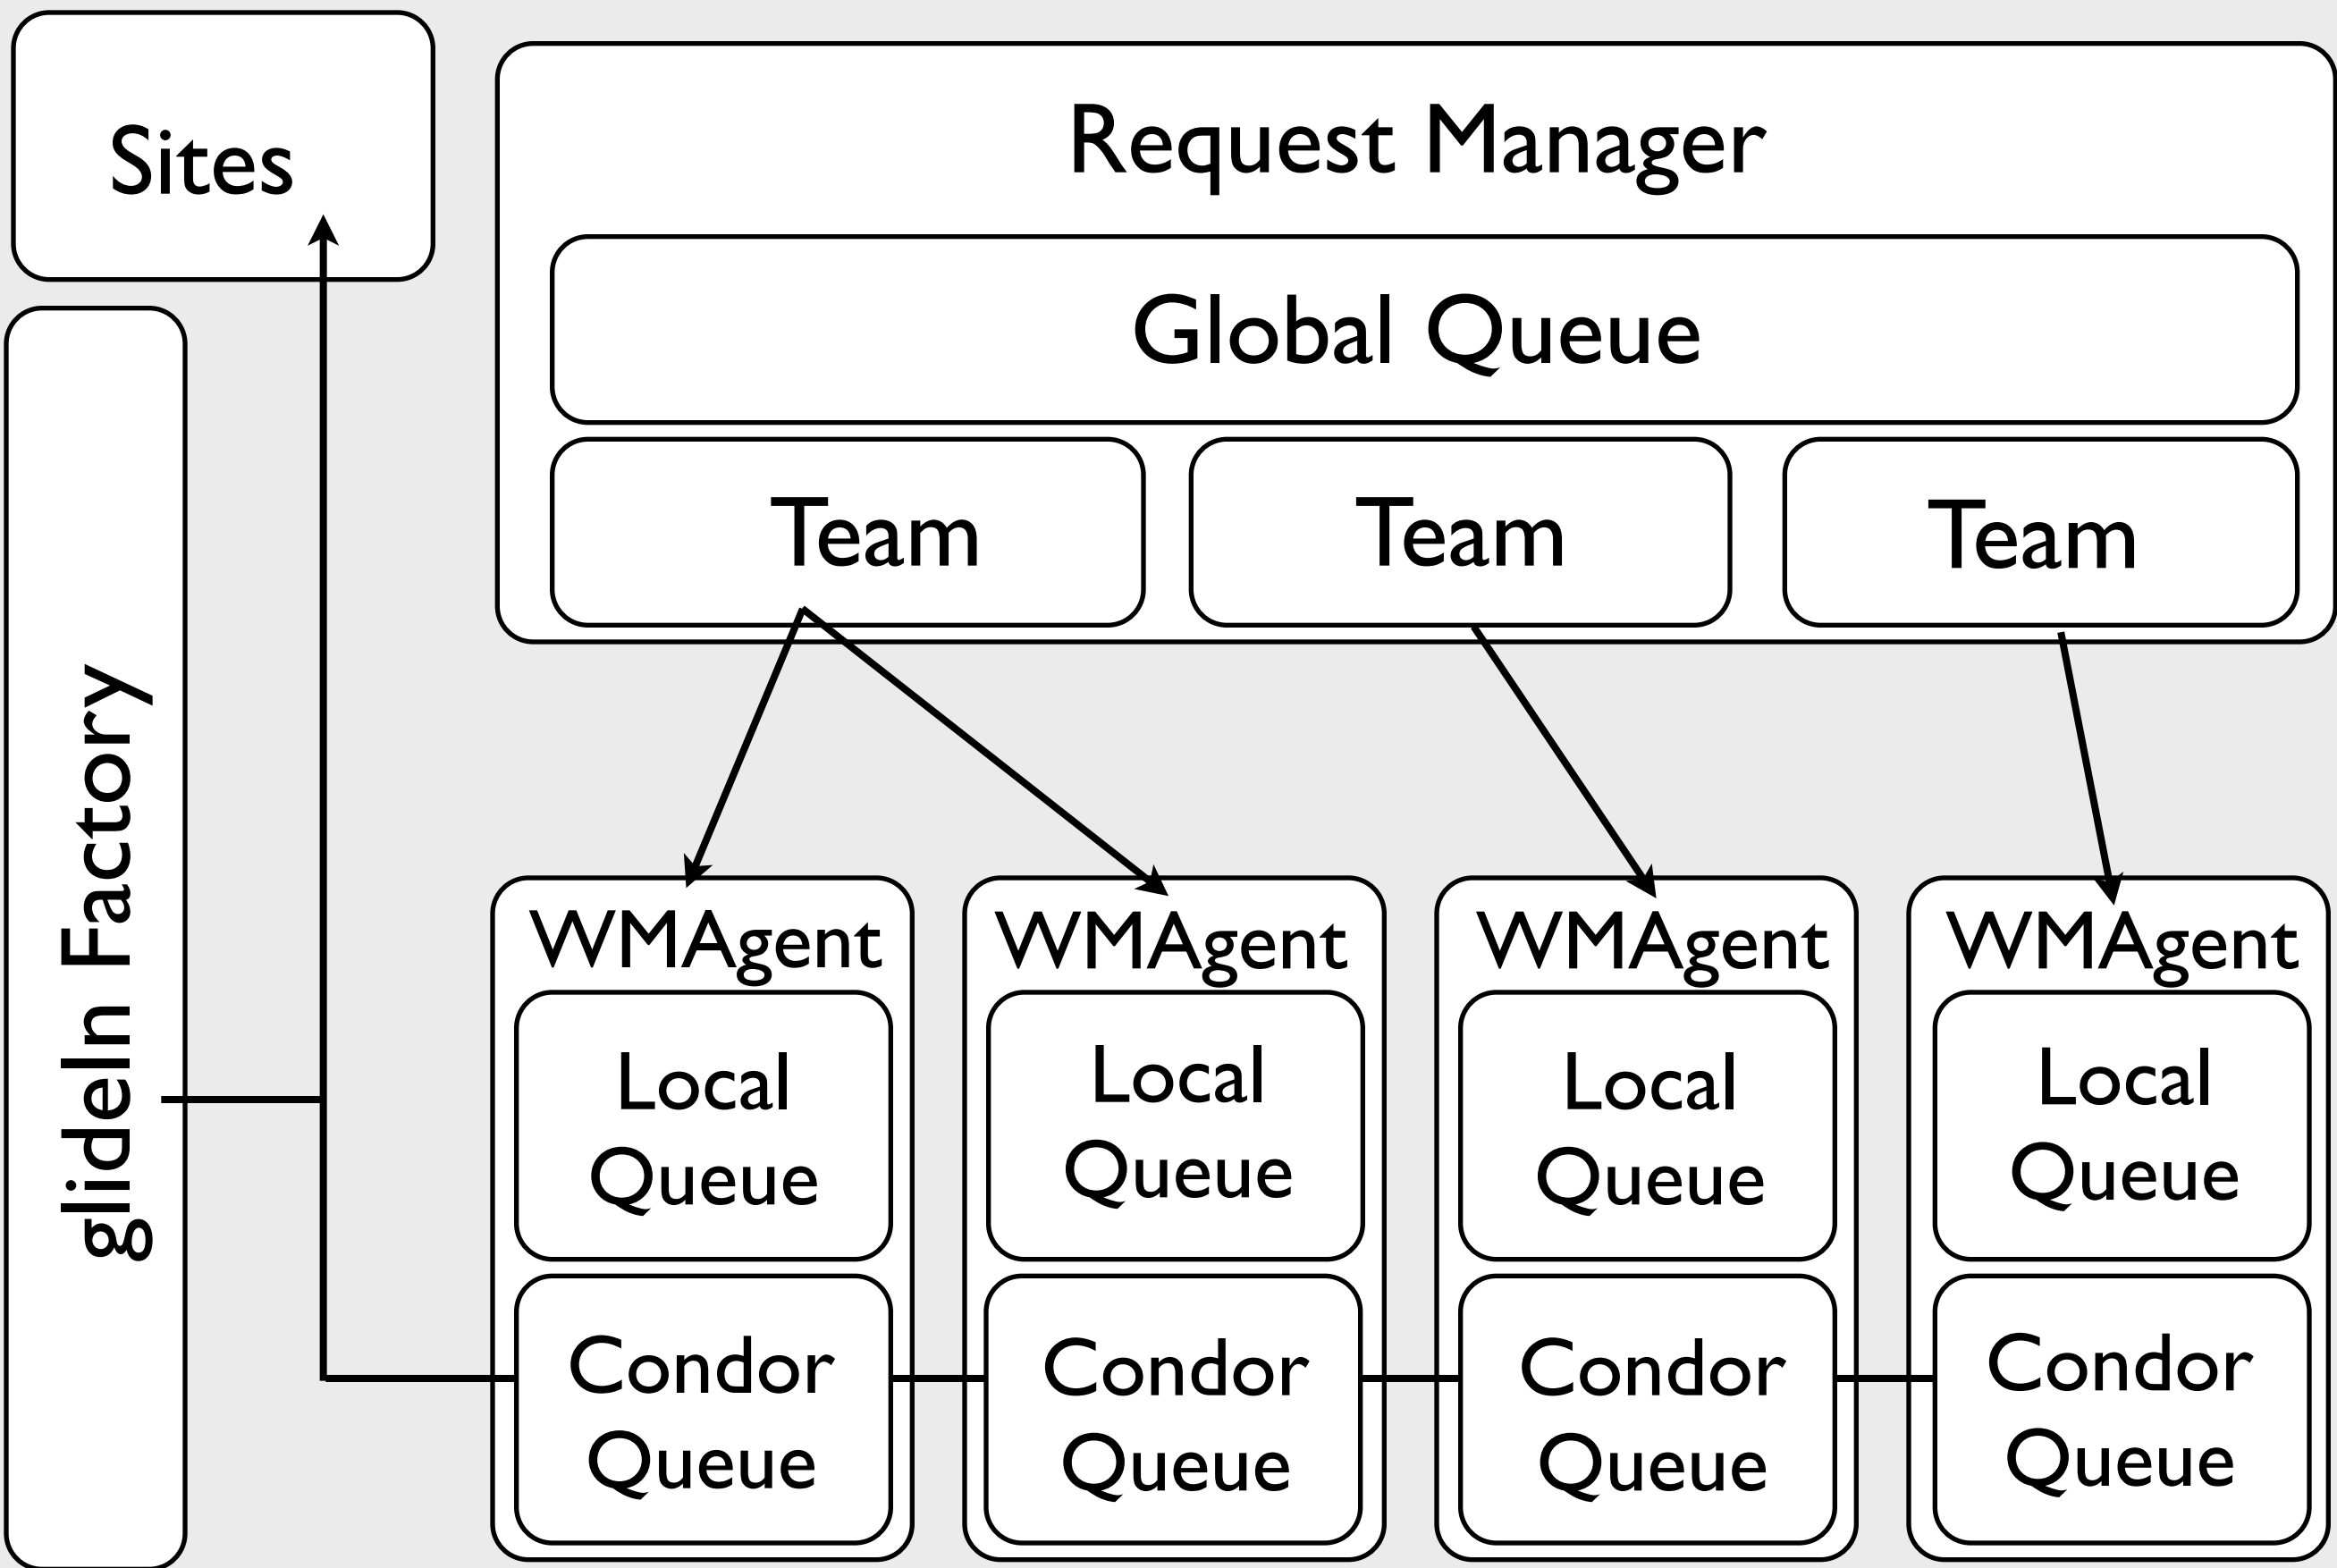 Sites
Request Manager
Global Queue
Team
Team
Team
glideIn Factory
WMAgent
Local
Queue
Condor
Queue
WMAgent
Local
Queue
Condor
Queue
WMAgent
Local
Queue
Condor
Queue
WMAgent
Local
Queue
Condor
Queue